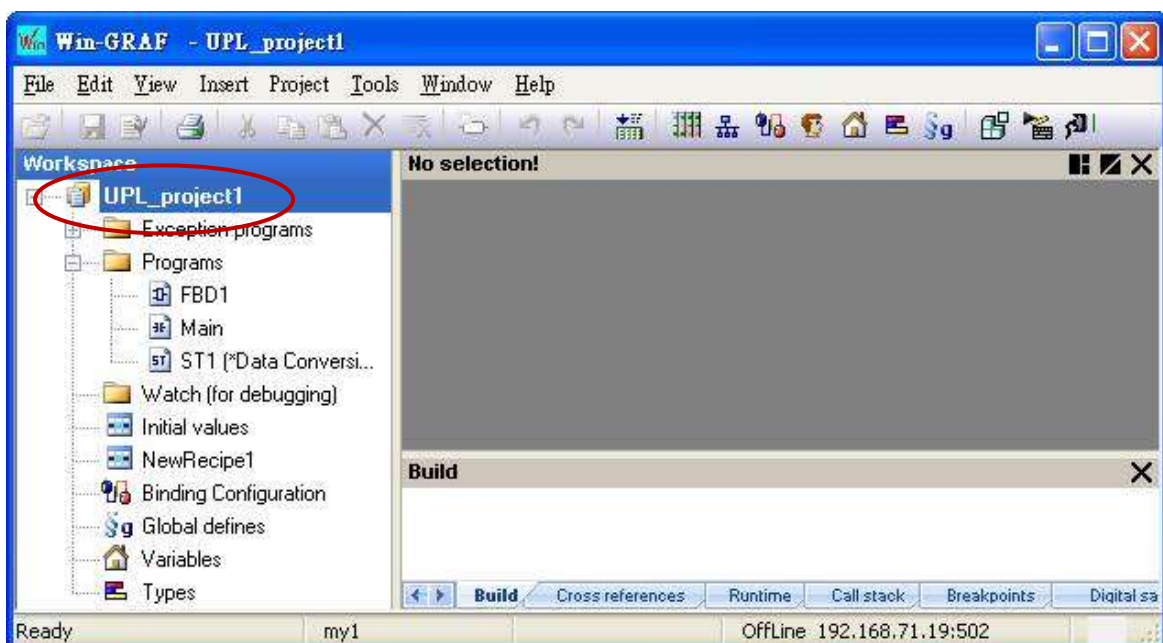 Win-GRAF - UPL_project1
File Edit View Insert Project Tools Window Help
Workspace
No selection!
UPL_project1
Exception programs
Programs
FBD1
Main
ST1 (*Data Conversi...
Watch (for debugging)
Initial values
NewRecipe1
Build
Binding Configuration
Global defines
Variables
Types
Build Cross references Runtime Call stack Breakpoints Digital sa
Ready my1 OffLine 192.168.71.19:502